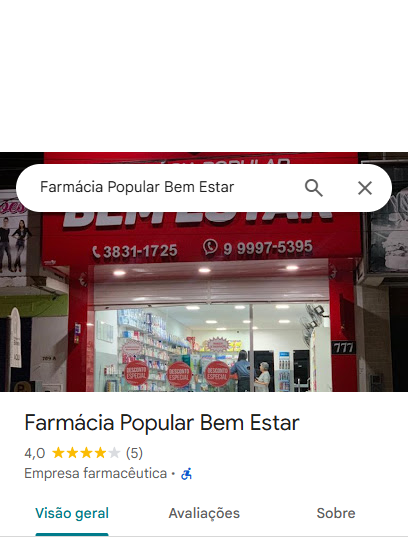 Farmácia Popular Bem Estar
BEM ESTAR
3831-1725
9 9997-5395
DESCONTO ESPECIAL
DESCONTO ESPECIAL
DESCONTO ESPECIAL
777
Farmácia Popular Bem Estar
4,0 ★★★★★ (5)
Empresa farmacêutica •
Visão geral
Avaliações
Sobre